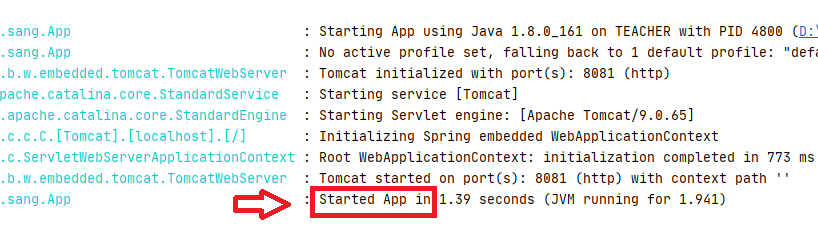 .sang.App : Starting App using Java 1.8.0_161 on TEACHER with PID 4800 (D:\
.sang.App : No active profile set, falling back to 1 default profile: "defa
.b.w.embedded.tomcat.TomcatWebServer : Tomcat initialized with port(s): 8081 (http)
pache.catalina.core.StandardService : Starting service [Tomcat]
.apache.catalina.core.StandardEngine : Starting Servlet engine: [Apache Tomcat/9.0.65]
.c.c.C.[Tomcat].[localhost].[/] : Initializing Spring embedded WebApplicationContext
.c.ServletWebServerApplicationContext : Root WebApplicationContext: initialization completed in 773 ms
.b.w.embedded.tomcat.TomcatWebServer : Tomcat started on port(s): 8081 (http) with context path ''
.sang.App : Started App in 1.39 seconds (JVM running for 1.941)